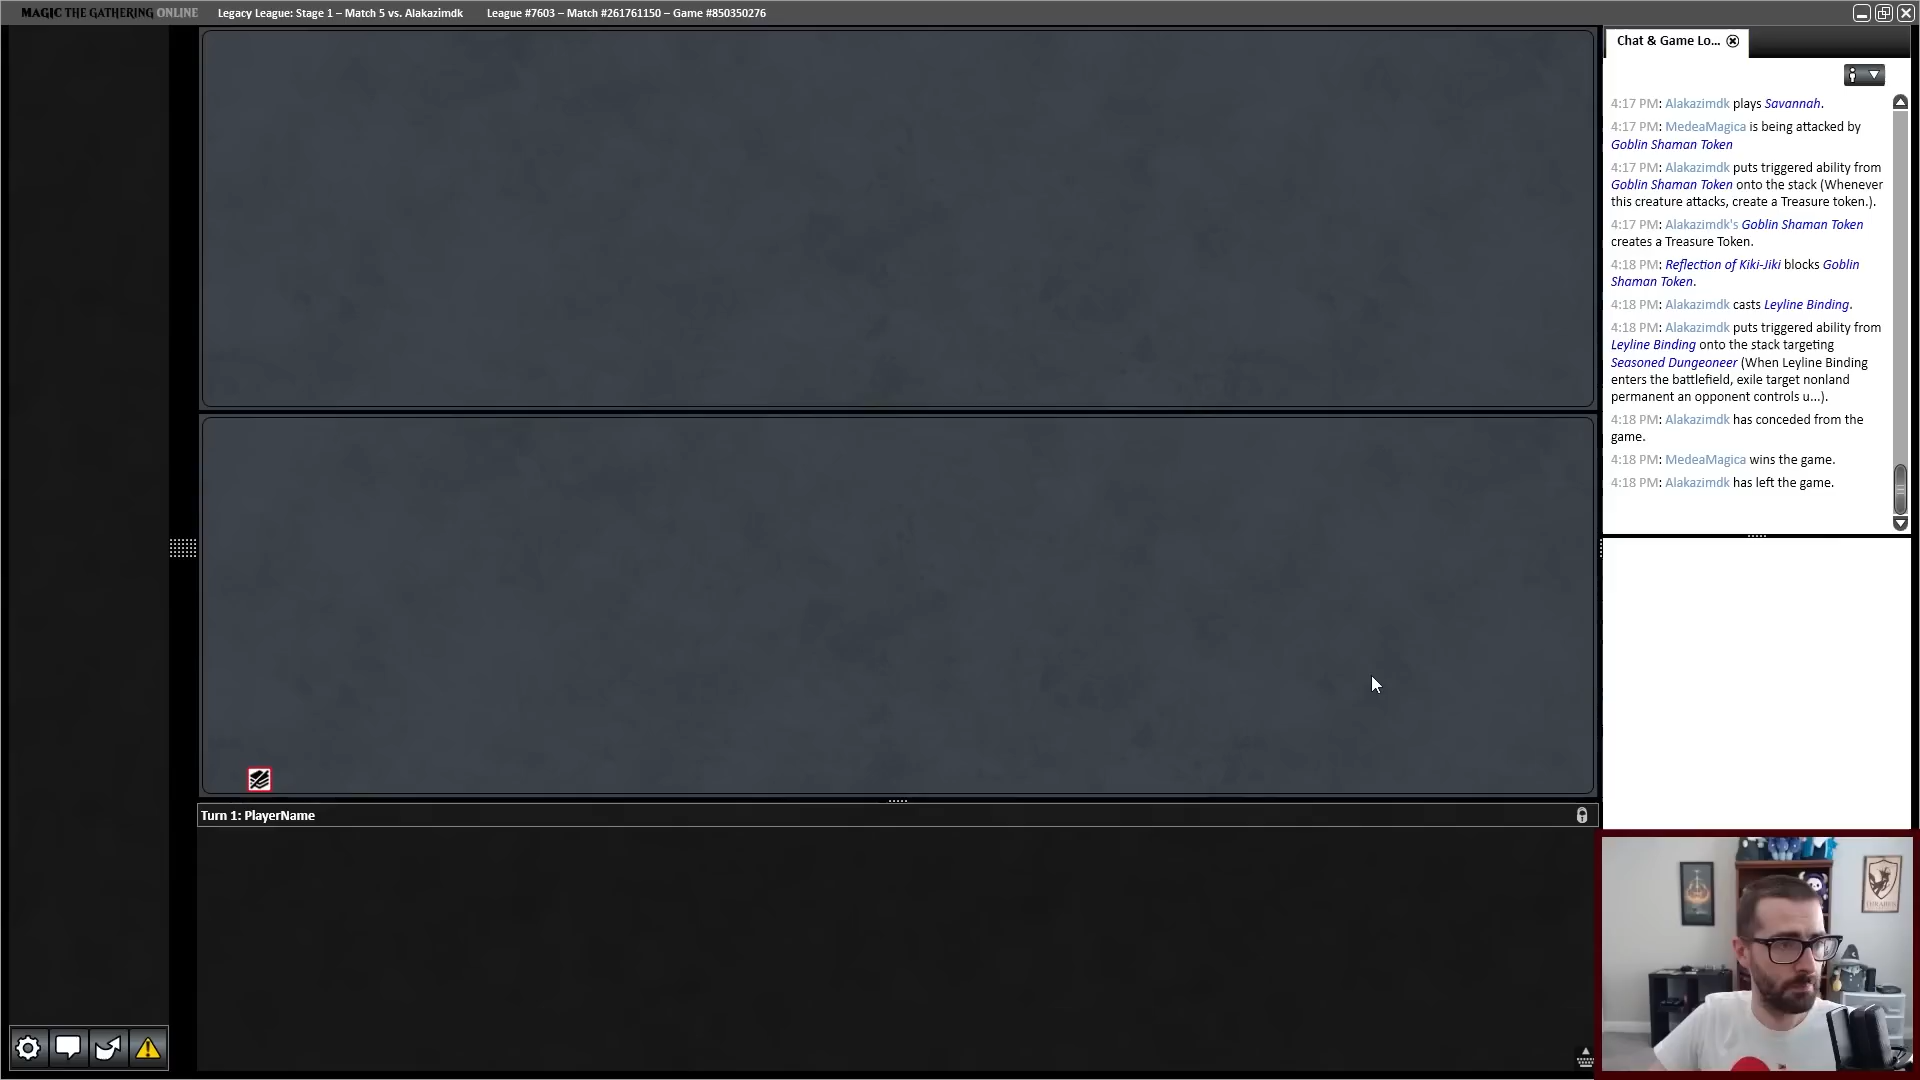 MAGIC THE GATHERING ONLINE Legacy League: Stage 1 – Match 5 vs. Alakazimdk League #7603 – Match #261761150 – Game #850350276
Chat & Game Lo...
4:17 PM: Alakazimdk plays Savannah.
4:17 PM: MedeaMagica is being attacked by
Goblin Shaman Token
4:17 PM: Alakazimdk puts triggered ability from
Goblin Shaman Token onto the stack (Whenever
this creature attacks, create a Treasure token.).
4:17 PM: Alakazimdk's Goblin Shaman Token
creates a Treasure Token.
4:18 PM: Reflection of Kiki-Jiki blocks Goblin
Shaman Token.
4:18 PM: Alakazimdk casts Leyline Binding.
4:18 PM: Alakazimdk puts triggered ability from
Leyline Binding onto the stack targeting
Seasoned Dungeoneer (When Leyline Binding
enters the battlefield, exile target nonland
permanent an opponent controls u...).
4:18 PM: Alakazimdk has conceded from the
game.
4:18 PM: MedeaMagica wins the game.
4:18 PM: Alakazimdk has left the game.
Turn 1: PlayerName